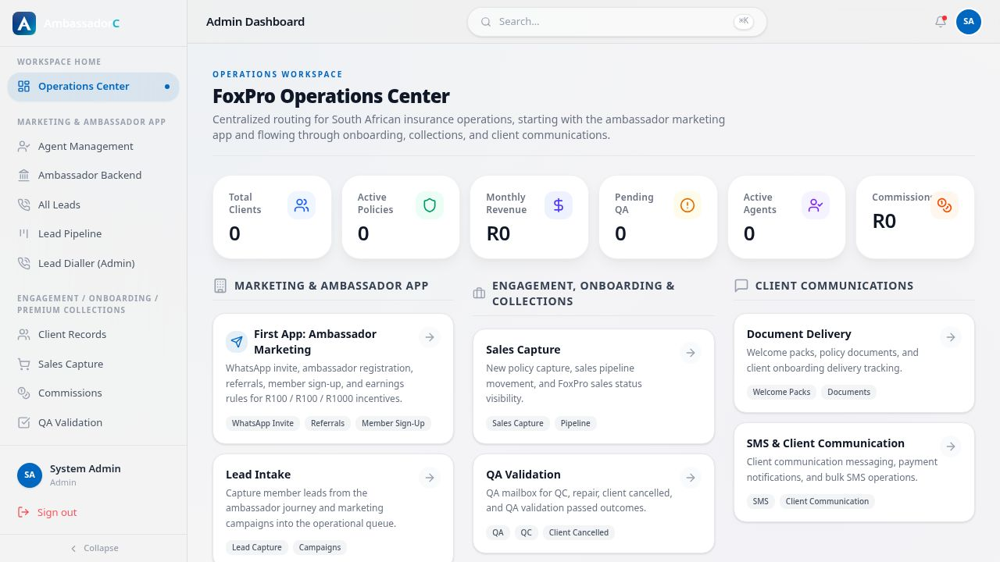 AmbassadorC
WORKSPACE HOME
Operations Center
MARKETING & AMBASSADOR APP
Agent Management
Ambassador Backend
All Leads
Lead Pipeline
Lead Dialler (Admin)
ENGAGEMENT / ONBOARDING /
PREMIUM COLLECTIONS
Client Records
Sales Capture
Commissions
QA Validation
SA
System Admin
Admin
Sign out
Collapse
Admin Dashboard
Search...
⌘K
SA
OPERATIONS WORKSPACE
FoxPro Operations Center
Centralized routing for South African insurance operations, starting with the ambassador marketing
app and flowing through onboarding, collections, and client communications.
Total
Clients
0
Active
Policies
0
Monthly
Revenue
R0
Pending
QA
0
Active
Agents
0
Commissions
R0
MARKETING & AMBASSADOR APP
First App: Ambassador
Marketing
WhatsApp invite, ambassador registration,
referrals, member sign-up, and earnings
rules for R100 / R100 / R1000 incentives.
WhatsApp Invite
Referrals
Member Sign-Up
Lead Intake
Capture member leads from the
ambassador journey and marketing
campaigns into the operational queue.
Lead Capture
Campaigns
ENGAGEMENT, ONBOARDING &
COLLECTIONS
Sales Capture
New policy capture, sales pipeline
movement, and FoxPro sales status
visibility.
Sales Capture
Pipeline
QA Validation
QA mailbox for QC, repair, client cancelled,
and QA validation passed outcomes.
QA
QC
Client Cancelled
CLIENT COMMUNICATIONS
Document Delivery
Welcome packs, policy documents, and
client onboarding delivery tracking.
Welcome Packs
Documents
SMS & Client Communication
Client communication messaging, payment
notifications, and bulk SMS operations.
SMS
Client Communication